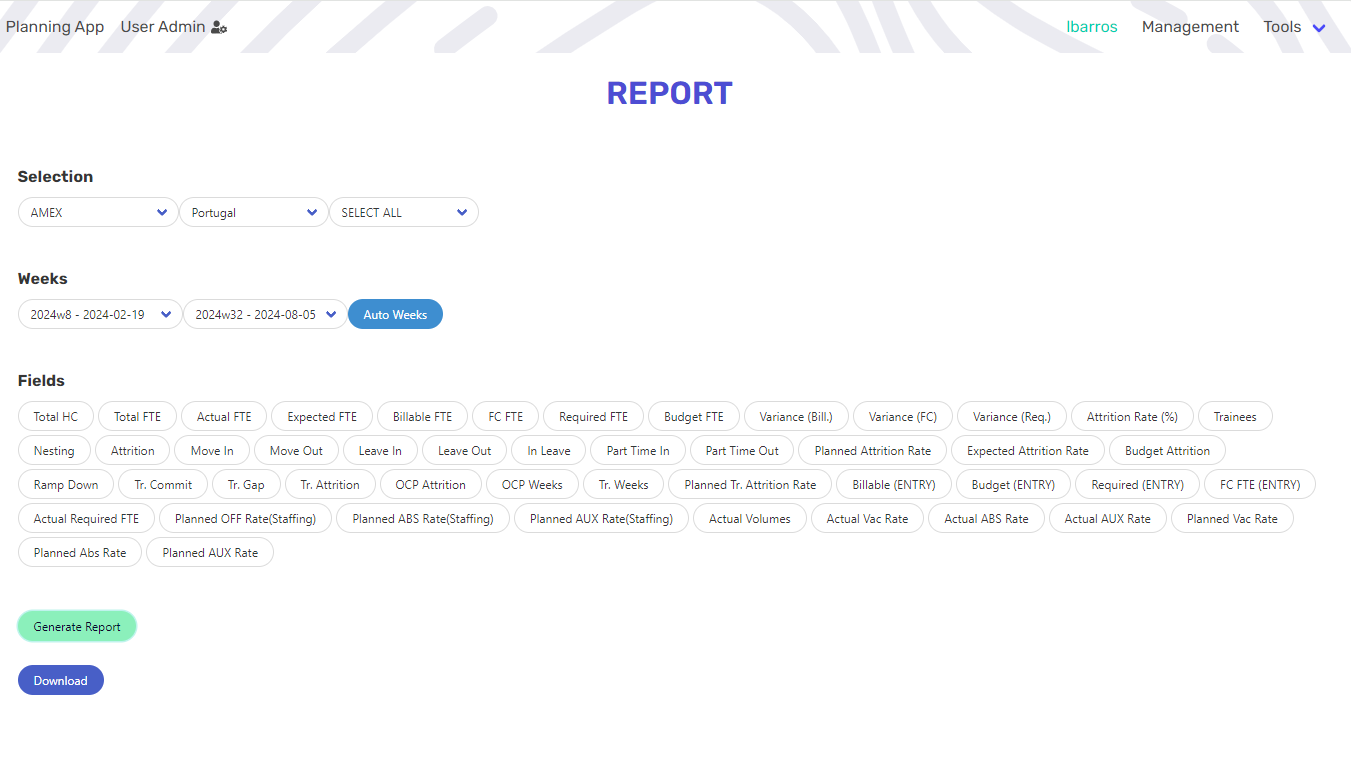 Planning App User Admin Ibarros Management Tools
REPORT
Selection
AMEX Portugal SELECT ALL
Weeks
2024w8 - 2024-02-19 2024w32 - 2024-08-05 Auto Weeks
Fields
Total HC Total FTE Actual FTE Expected FTE Billable FTE FC FTE Required FTE Budget FTE Variance (Bill.) Variance (FC) Variance (Req.) Attrition Rate (%) Trainees
Nesting Attrition Move In Move Out Leave In Leave Out In Leave Part Time In Part Time Out Planned Attrition Rate Expected Attrition Rate Budget Attrition
Ramp Down Tr. Commit Tr. Gap Tr. Attrition OCP Attrition OCP Weeks Tr. Weeks Planned Tr. Attrition Rate Billable (ENTRY) Budget (ENTRY) Required (ENTRY) FC FTE (ENTRY)
Actual Required FTE Planned OFF Rate(Staffing) Planned ABS Rate(Staffing) Planned AUX Rate(Staffing) Actual Volumes Actual Vac Rate Actual ABS Rate Actual AUX Rate Planned Vac Rate
Planned Abs Rate Planned AUX Rate
Generate Report
Download